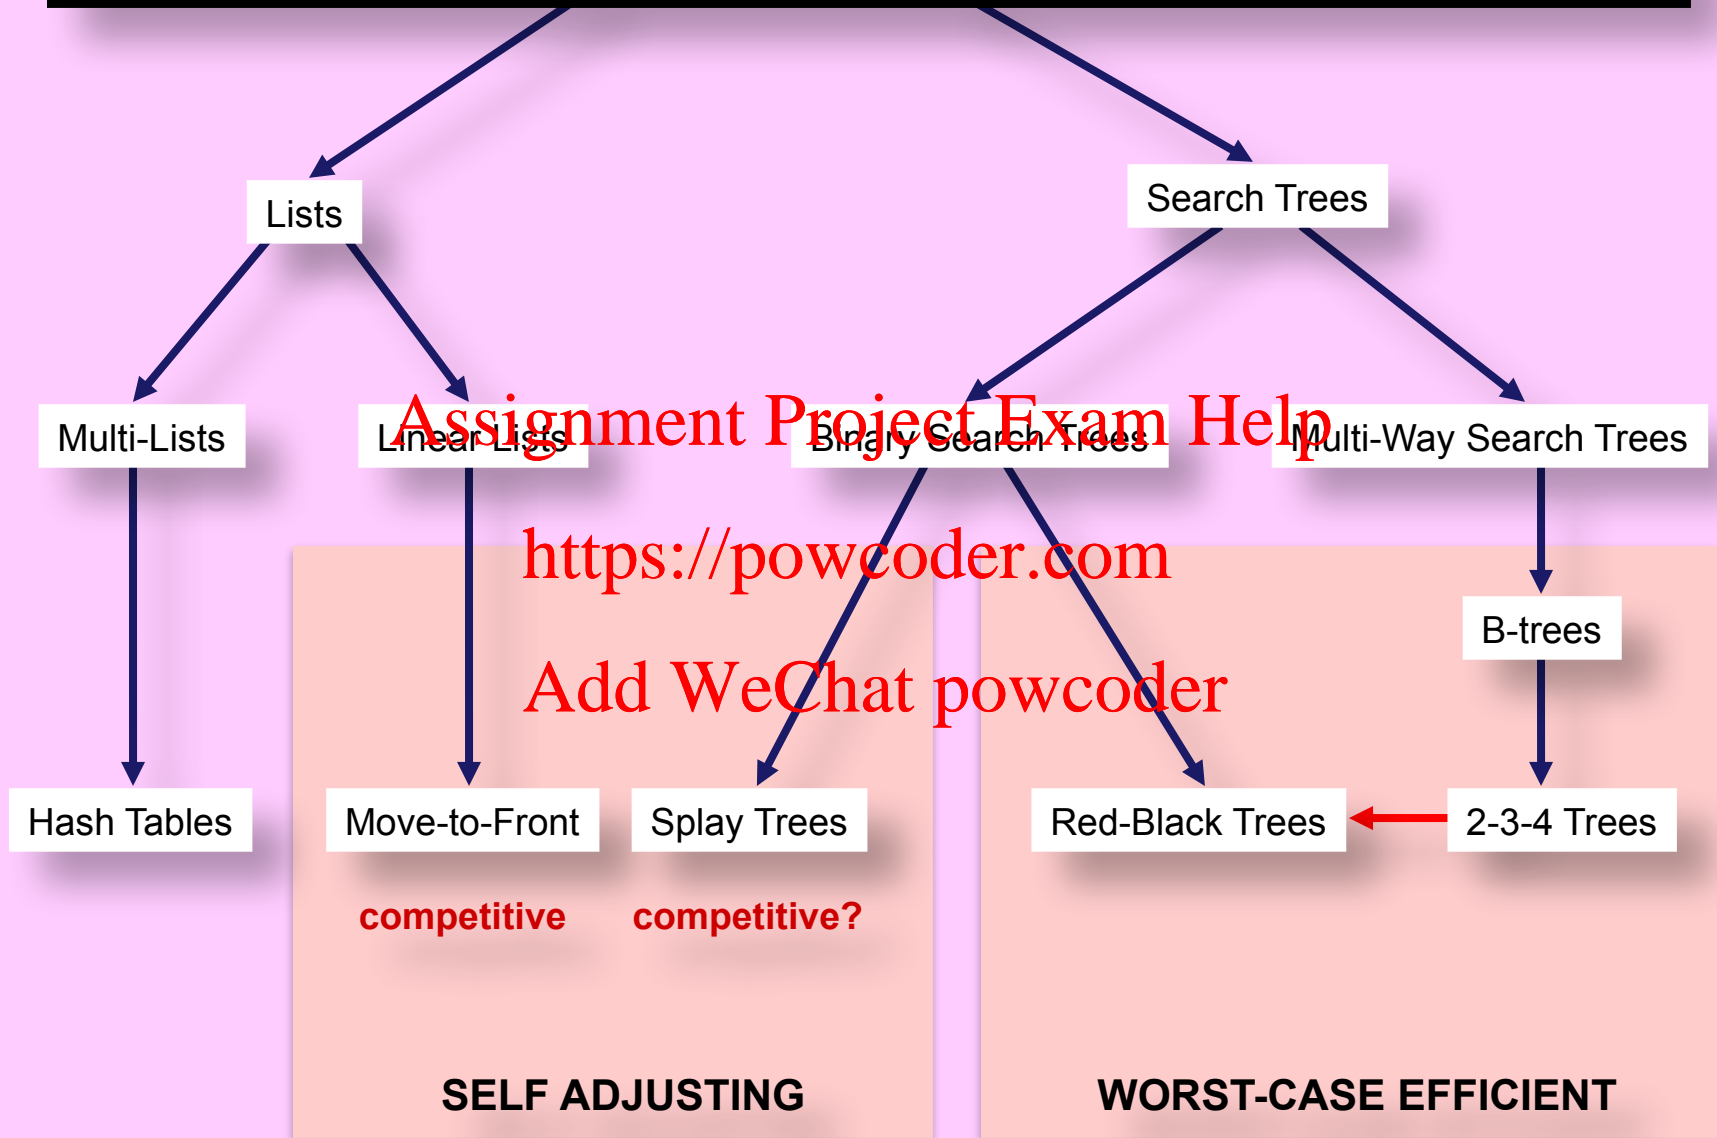 Lists
Search Trees
Multi-Lists
Linear Lists
Binary Search Trees
Multi-Way Search Trees
Assignment Project Exam Help
https://powcoder.com
B-trees
Add WeChat powcoder
Hash Tables
Move-to-Front
Splay Trees
Red-Black Trees
2-3-4 Trees
competitive
competitive?
SELF ADJUSTING
WORST-CASE EFFICIENT